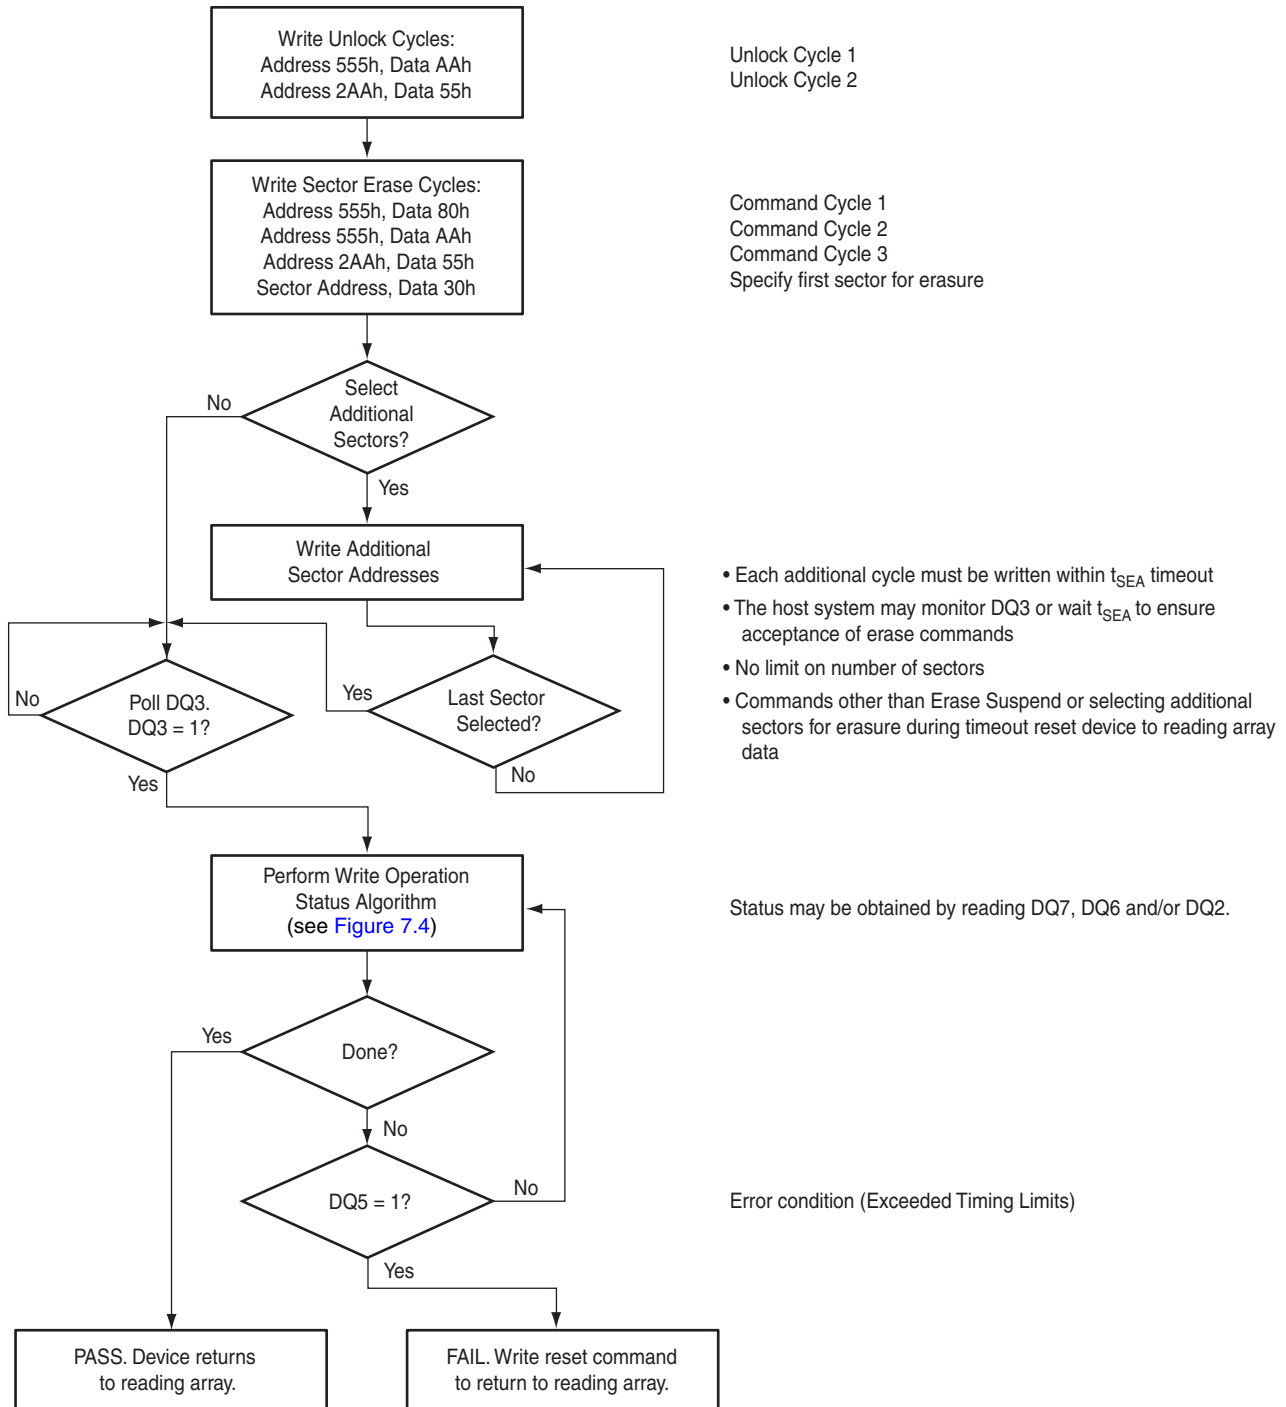 Write Unlock Cycles:
Address 555h, Data AAh
Address 2AAh, Data 55h
Unlock Cycle 1
Unlock Cycle 2
Write Sector Erase Cycles:
Address 555h, Data 80h
Address 555h, Data AAh
Address 2AAh, Data 55h
Sector Address, Data 30h
Command Cycle 1
Command Cycle 2
Command Cycle 3
Specify first sector for erasure
Select
Additional
Sectors?
No
Yes
Write Additional
Sector Addresses
• Each additional cycle must be written within tSEA timeout
• The host system may monitor DQ3 or wait tSEA to ensure
acceptance of erase commands
• No limit on number of sectors
• Commands other than Erase Suspend or selecting additional
sectors for erasure during timeout reset device to reading array
data
No
Poll DQ3.
DQ3 = 1?
Yes
Yes
Last Sector
Selected?
No
Perform Write Operation
Status Algorithm
(see Figure 7.4)
Status may be obtained by reading DQ7, DQ6 and/or DQ2.
Yes
Done?
No
DQ5 = 1?
No
Error condition (Exceeded Timing Limits)
Yes
PASS. Device returns
to reading array.
FAIL. Write reset command
to return to reading array.